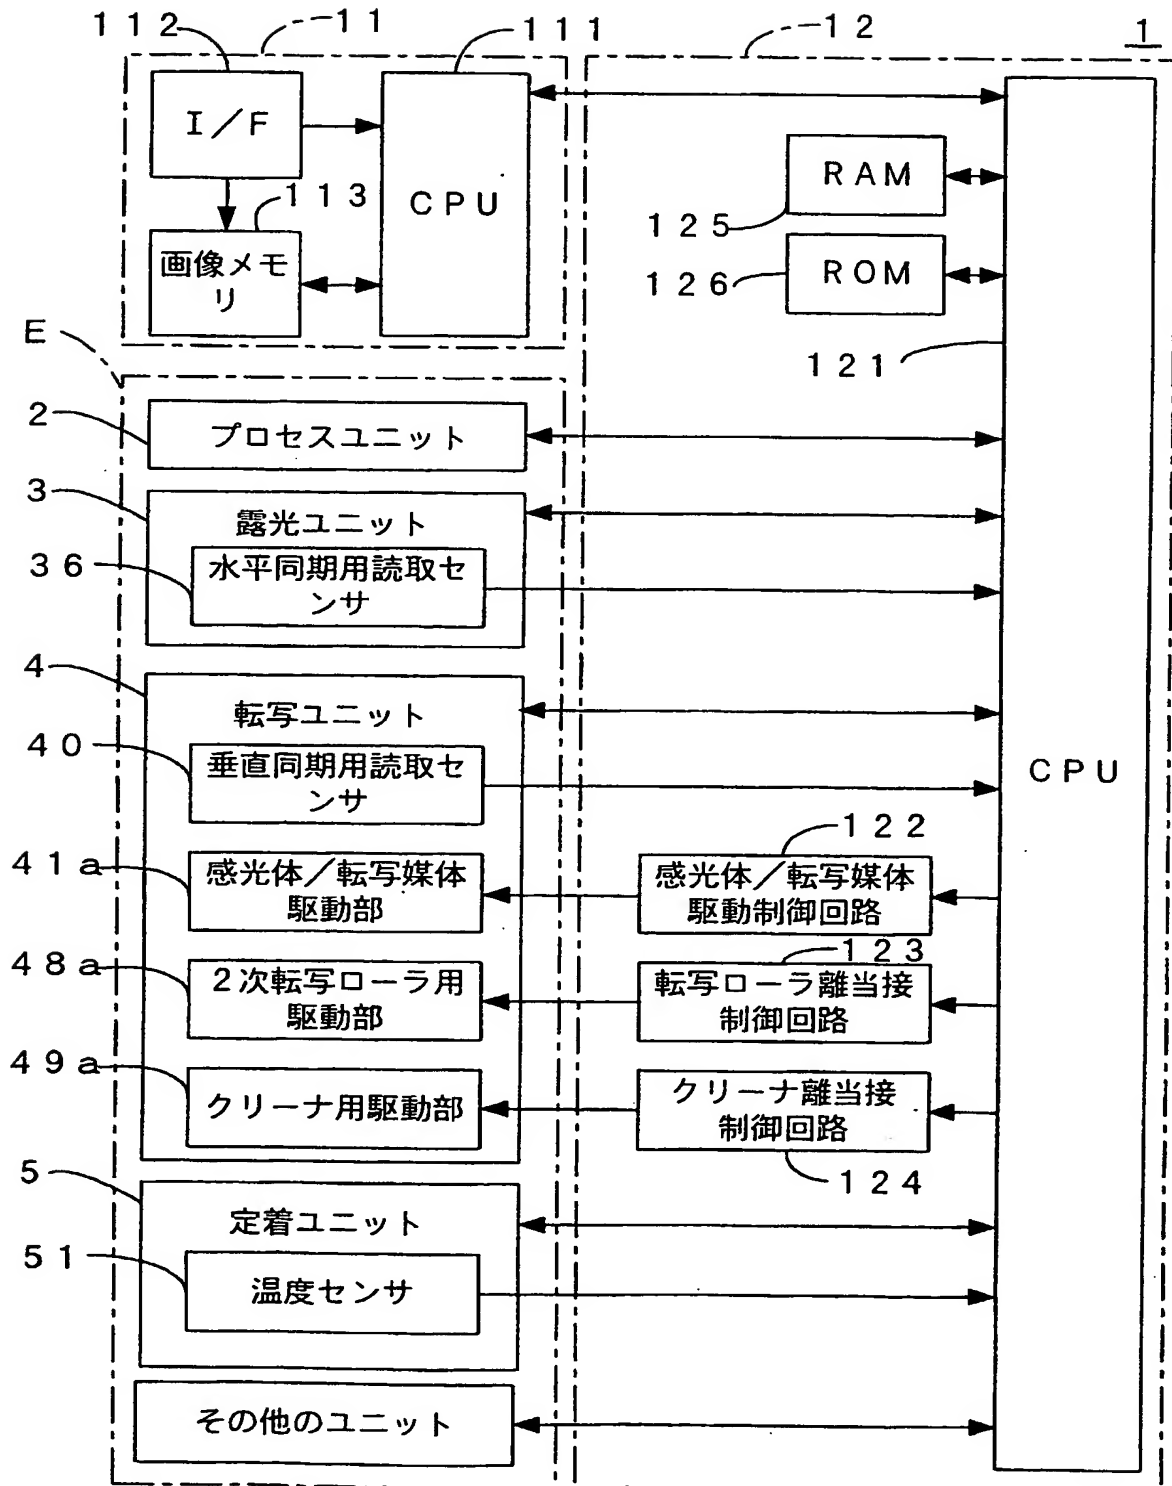 １１２
１１
１１１
１２
１
Ｉ／Ｆ
ＣＰＵ
１１３
画像メモ
リ
ＲＡＭ
１２５
ＲＯＭ
１２６
１２１
Ｅ
２
プロセスユニット
３
露光ユニット
３６
水平同期用読取セ
ンサ
４
転写ユニット
４０
垂直同期用読取セ
ンサ
ＣＰＵ
１２２
４１ａ
感光体／転写媒体
駆動部
感光体／転写媒体
駆動制御回路
１２３
４８ａ
２次転写ローラ用
駆動部
転写ローラ離当接
制御回路
４９ａ
クリーナ用駆動部
クリーナ離当接
制御回路
１２４
５
定着ユニット
５１
温度センサ
その他のユニット